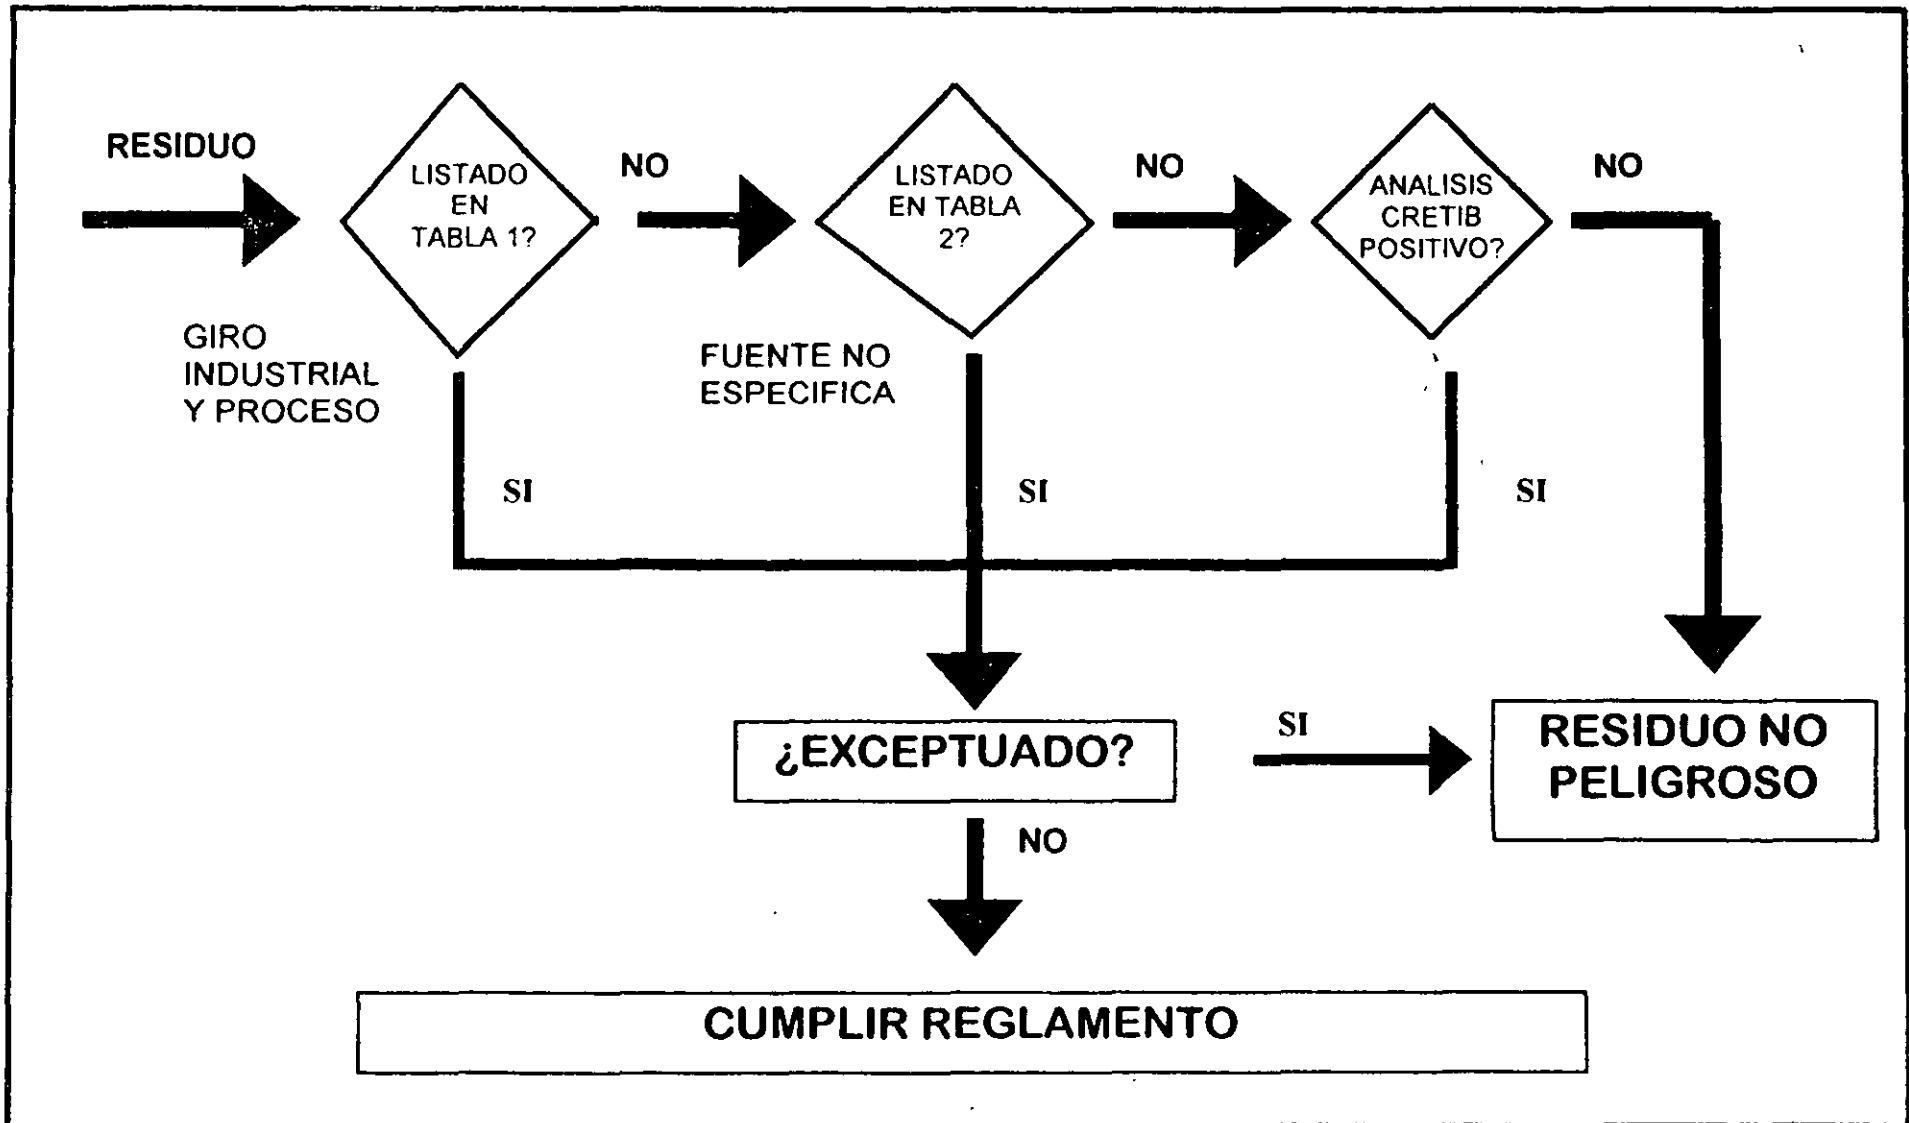 RESIDUO
LISTADO
EN
TABLA 1?
NO
LISTADO
EN TABLA
2?
NO
ANALISIS
CRETIB
POSITIVO?
NO
GIRO
INDUSTRIAL
Y PROCESO
FUENTE NO
ESPECIFICA
SI
SI
SI
¿EXCEPTUADO?
SI
RESIDUO NO
PELIGROSO
NO
CUMPLIR REGLAMENTO